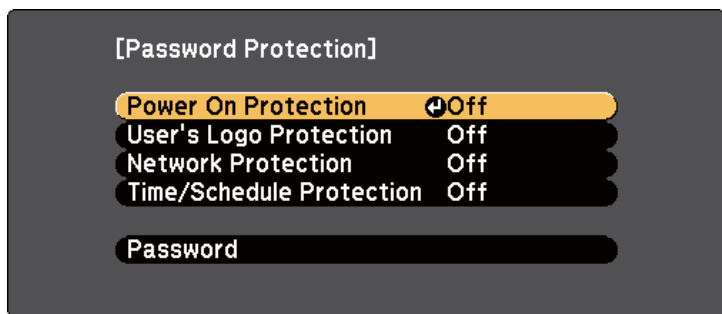 [Password Protection]
Power On Protection Off
User's Logo Protection Off
Network Protection Off
Time/Schedule Protection Off
Password